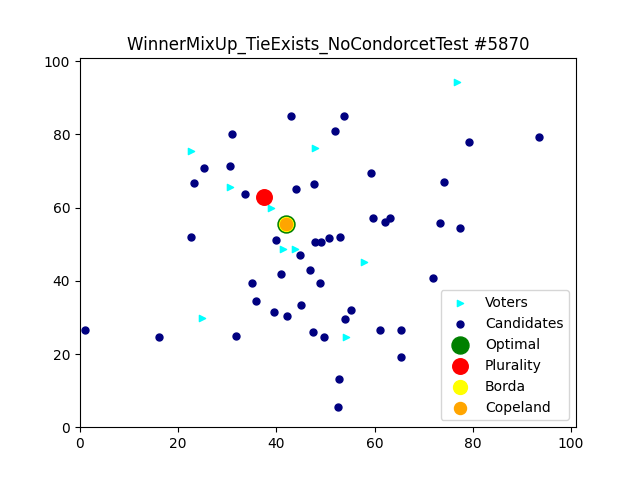 WinnerMixUp_TieExists_NoCondorcetTest #5870
100
80
60
40
20
0
0 20 40 60 80 100
Voters
Candidates
Optimal
Plurality
Borda
Copeland